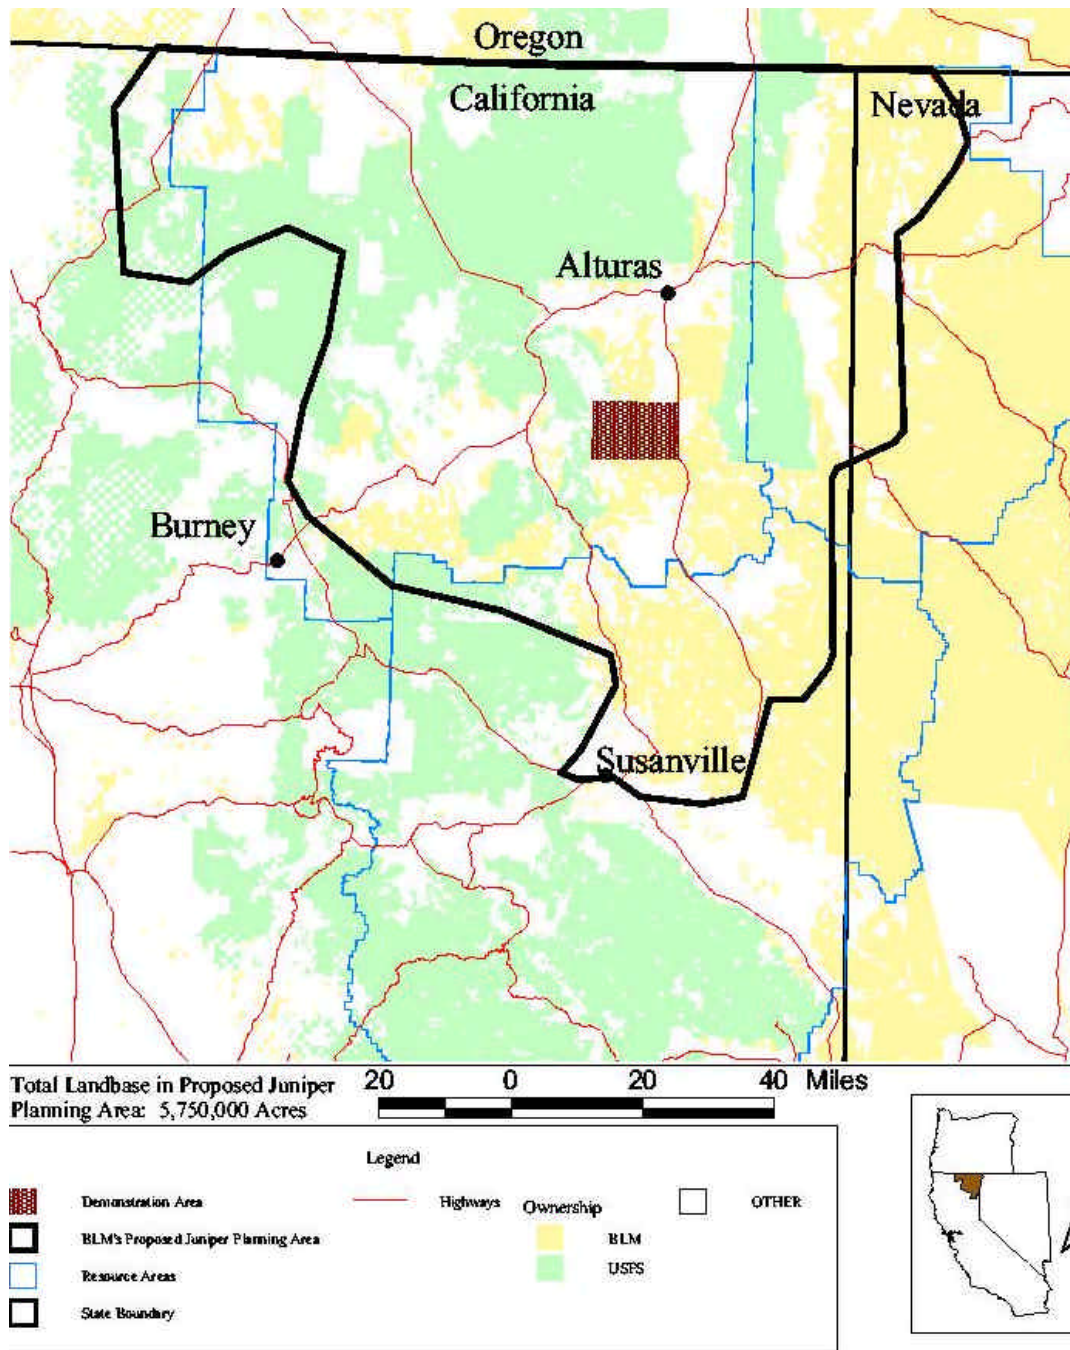 Oregon
California
Nevada
Alturas
Burney
Susanville
Total Landbase in Proposed Juniper
Planning Area: 5,750,000 Acres
20 0 20 40 Miles
Legend
Demonstration Area
Highways
Ownership
OTHER
BLM's Proposed Juniper Planning Area
BLM
Resource Areas
USFS
State Boundary